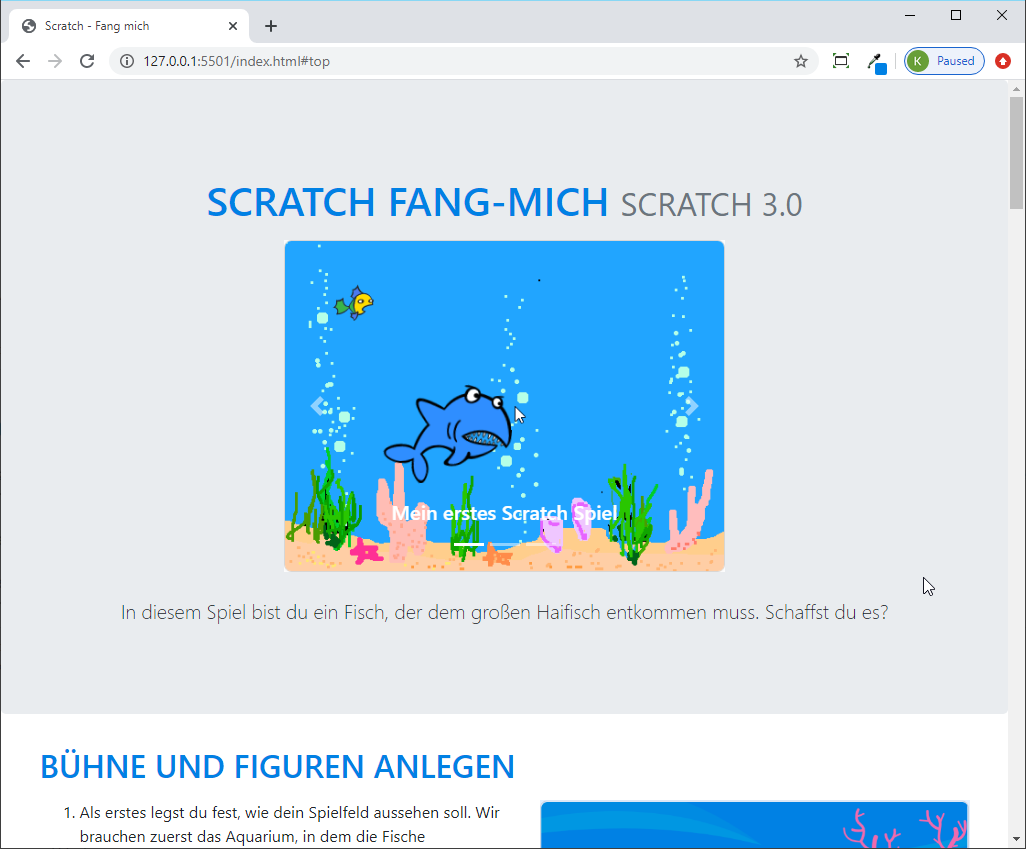 Scratch - Fang mich
127.0.0.1:5501/index.html#top
K Paused
SCRATCH FANG-MICH SCRATCH 3.0
Mein erstes Scratch Spiel
In diesem Spiel bist du ein Fisch, der dem großen Haifisch entkommen muss. Schaffst du es?
BÜHNE UND FIGUREN ANLEGEN
1. Als erstes legst du fest, wie dein Spielfeld aussehen soll. Wir
brauchen zuerst das Aquarium, in dem die Fische